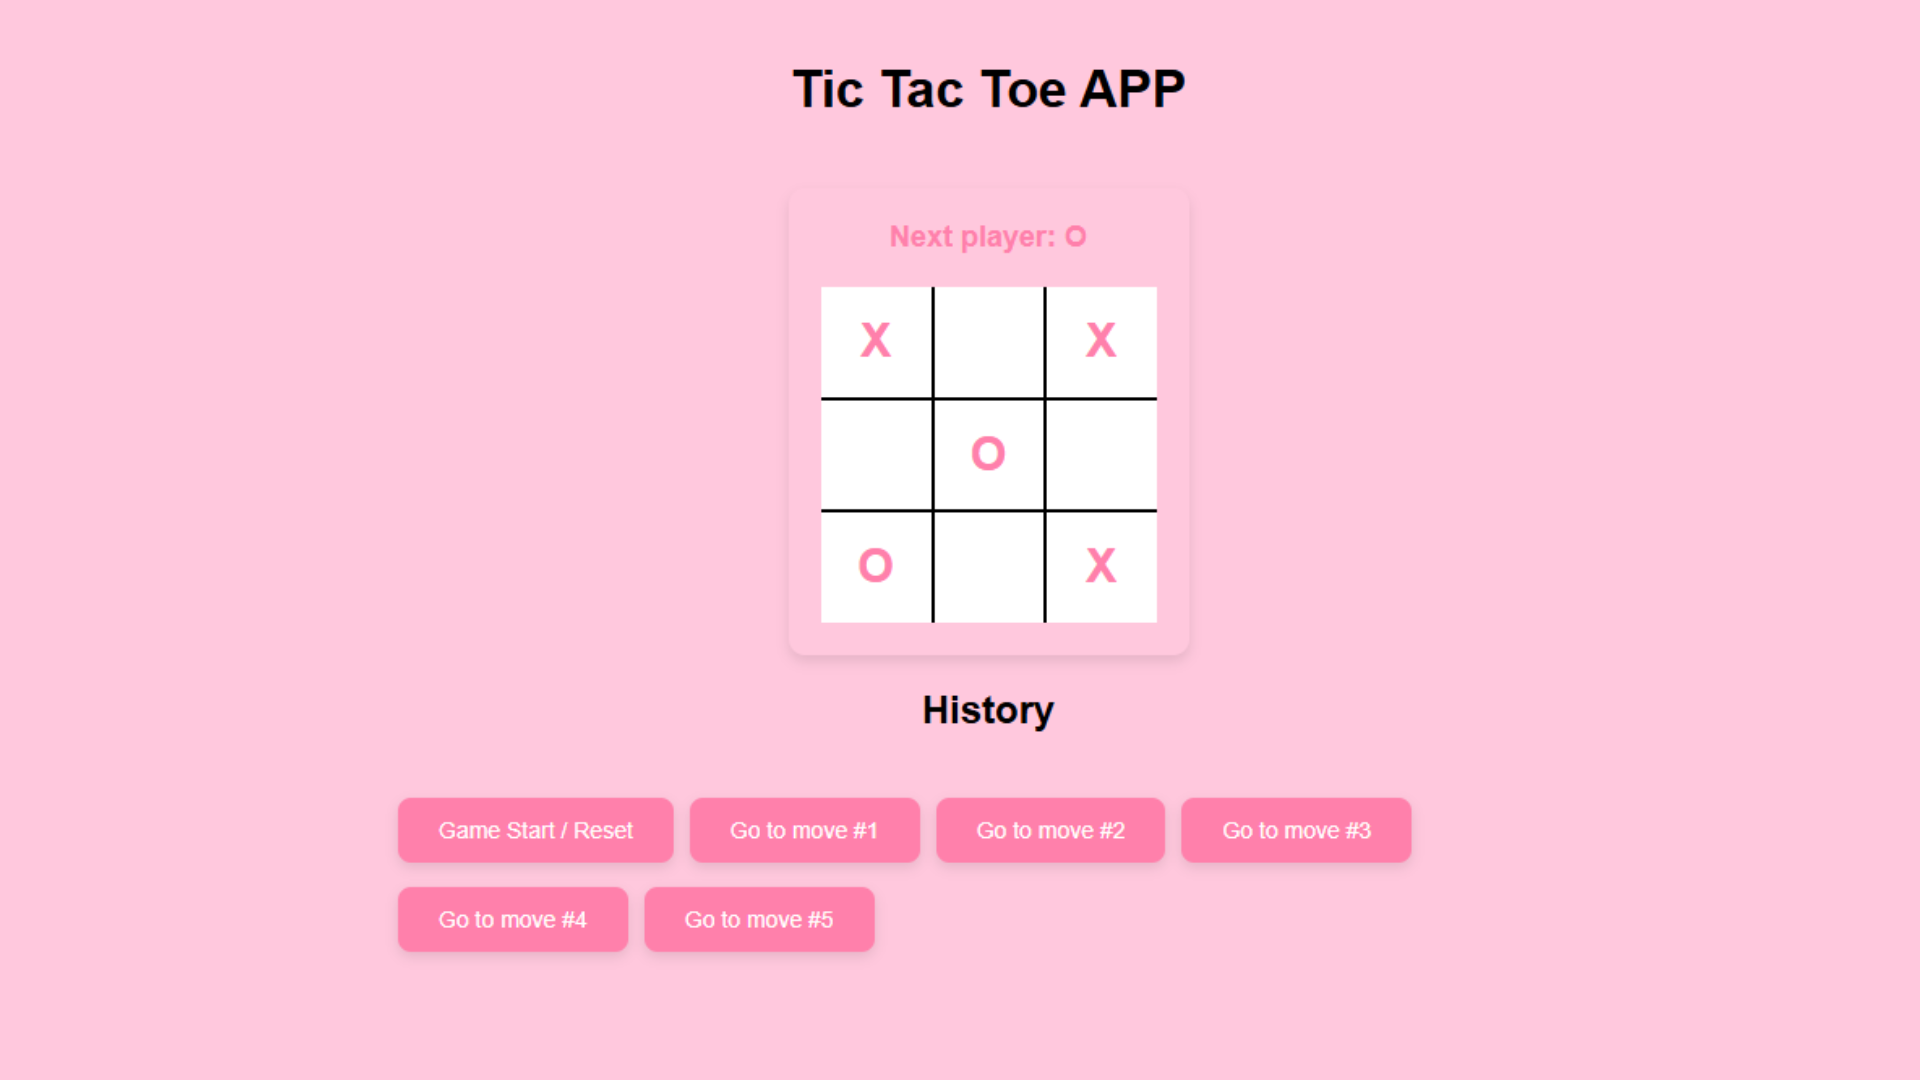 Tic Tac Toe APP
Next player: O
X X
O
O X
History
Game Start / Reset Go to move #1 Go to move #2 Go to move #3
Go to move #4 Go to move #5